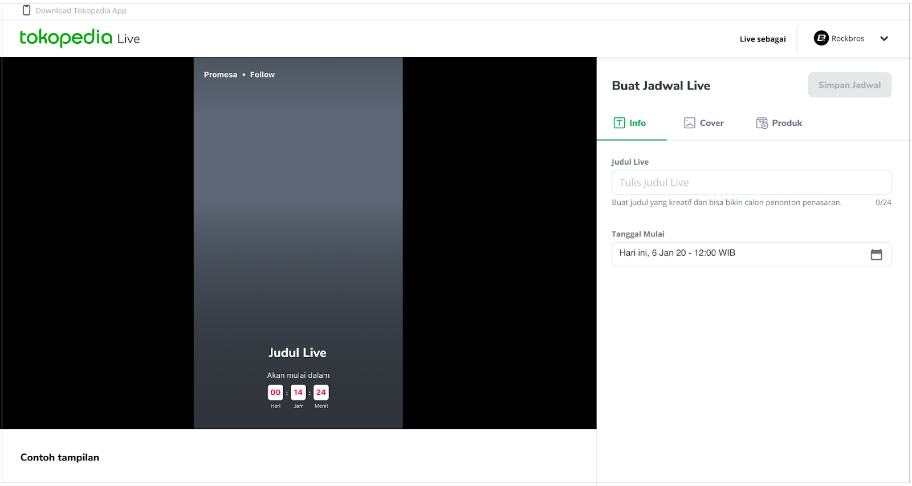 Download Tokopedia App
tokopedia Live
Live sebagai
Rockbros
Promesa • Follow
Judul Live
Akan mulai dalam
00 : 14 : 24
Hari Jam Menit
Contoh tampilan
Buat Jadwal Live
Simpan Jadwal
Info
Cover
Produk
Judul Live
Tulis Judul Live
Buat judul yang kreatif dan bisa bikin calon penonton penasaran.
0/24
Tanggal Mulai
Hari ini, 6 Jan 20 - 12:00 WIB